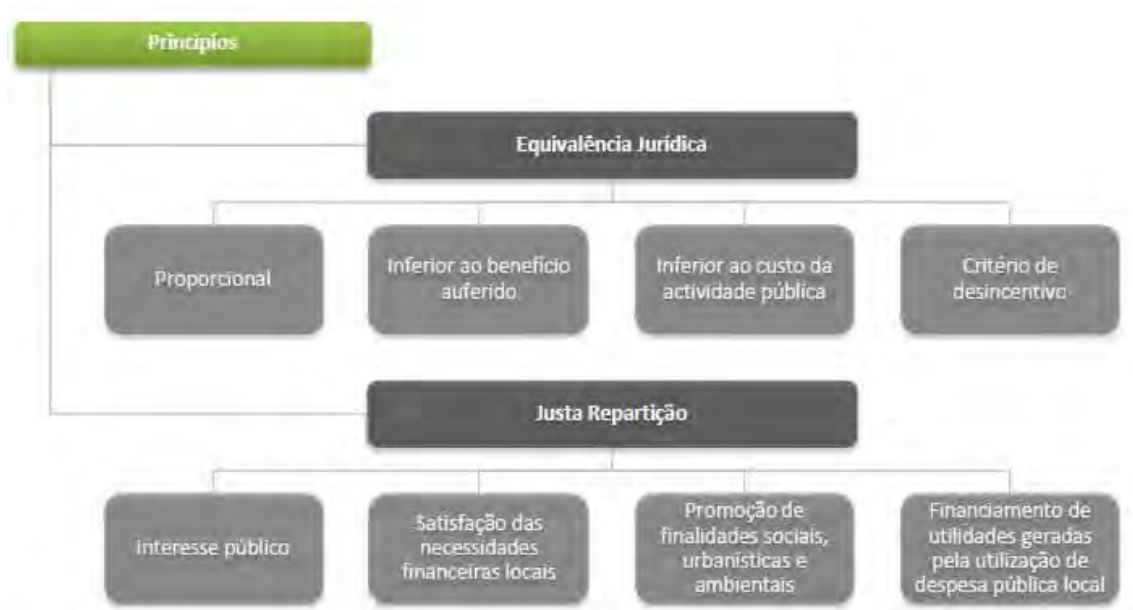 Princípios
Equivalência Jurídica
Proporcional
Inferior ao benefício
auferido
Inferior ao custo da
actividade pública
Critério de
desincentivo
Justa Repartição
Interesse público
Satisfação das
necessidades
financeiras locais
Promoção de
finalidades sociais,
urbanísticas e
ambientais
Financiamento de
utilidades geradas
pela utilização de
despesa pública local